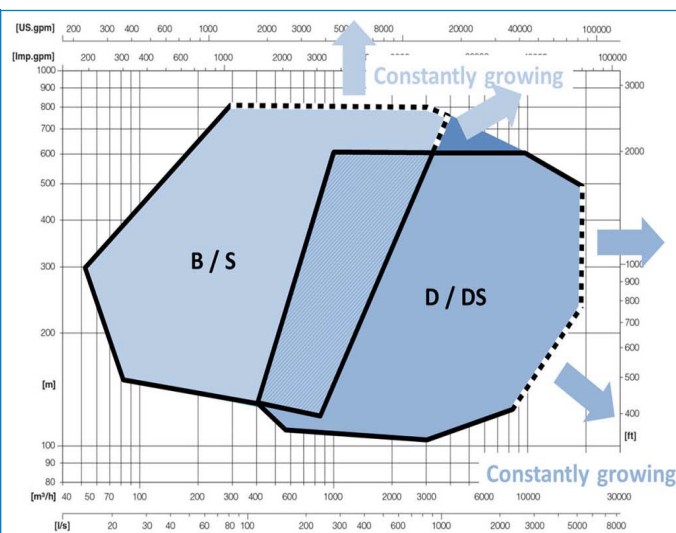 [US.gpm] 200 300 400 600 1000 2000 3000 5000 8000 20000 40000 100000
[Imp.gpm] 200 300 400 600 1000 2000 3000 100000
Constantly growing
1000
900 3000
800
700
600 2000
500
400
B / S
300 1000
D / DS 900
800
200 700
600
[m] 500
400
[ft]
100
90 Constantly growing
80
[m³/h] 40 50 70 100 200 300 400 600 1000 2000 3000 6000 10000 30000
[l/s] 20 30 40 60 80 100 200 300 400 600 1000 2000 3000 5000 8000